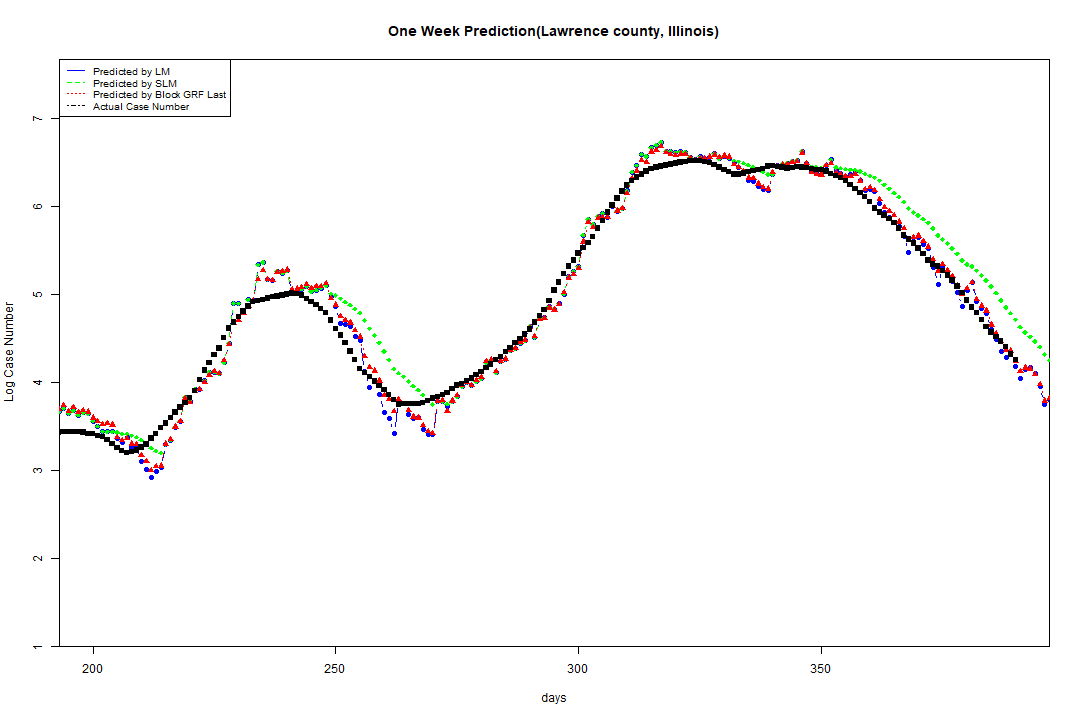 One Week Prediction(Lawrence county, Illinois)
Predicted by LM
Predicted by SLM
Predicted by Block GRF Last
Actual Case Number
7
6
5
4
3
2
1
Log Case Number
200 250 300 350
days